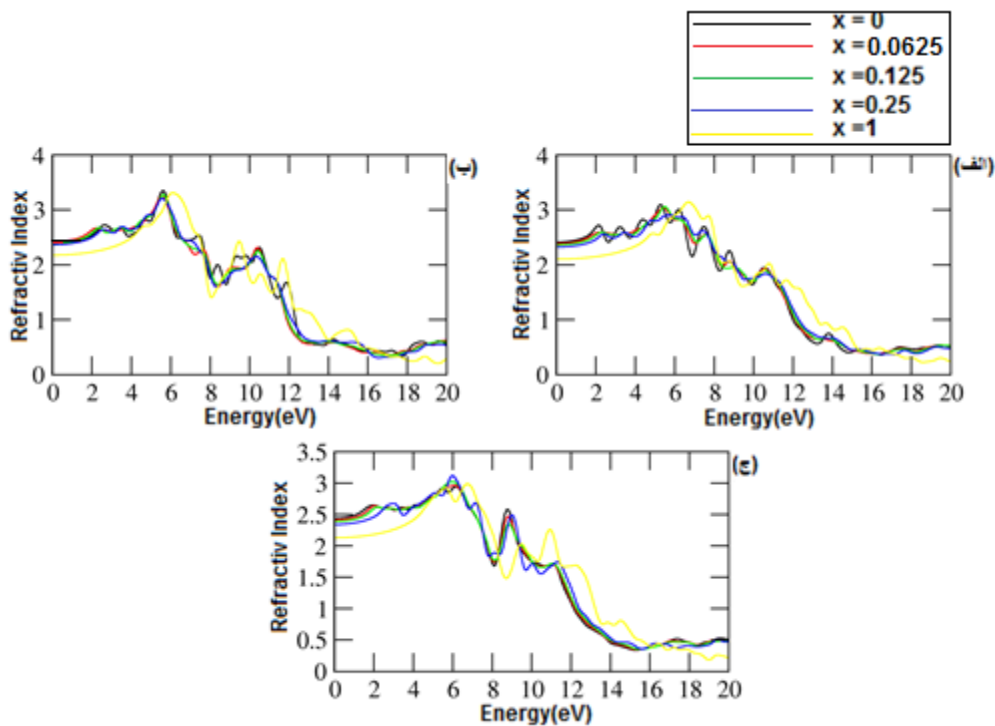 x = 0
x =0.0625
x =0.125
x =0.25
x =1
(ب)
4
3
2
1
0
Refractiv Index
0 2 4 6 8 10 12 14 16 18 20
Energy(eV)
(الف)
4
3
2
1
0
Refractiv Index
0 2 4 6 8 10 12 14 16 18 20
Energy(eV)
(ج)
3.5
3
2.5
2
1.5
1
0.5
0
Refractiv Index
0 2 4 6 8 10 12 14 16 18 20
Energy(eV)